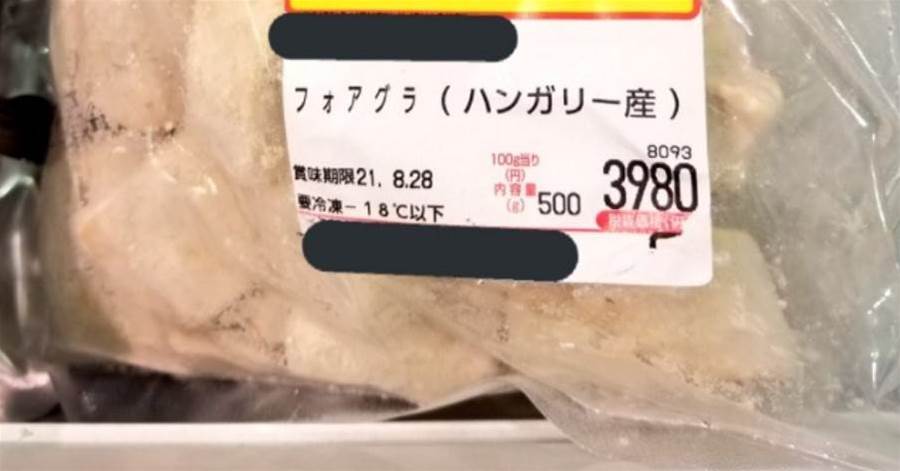 フォアグラ(ハンガリー産)
8093
賞味期限21. 8.28
100g当り
(円)
3980
内容量
(g)
500
要冷凍-18℃以下